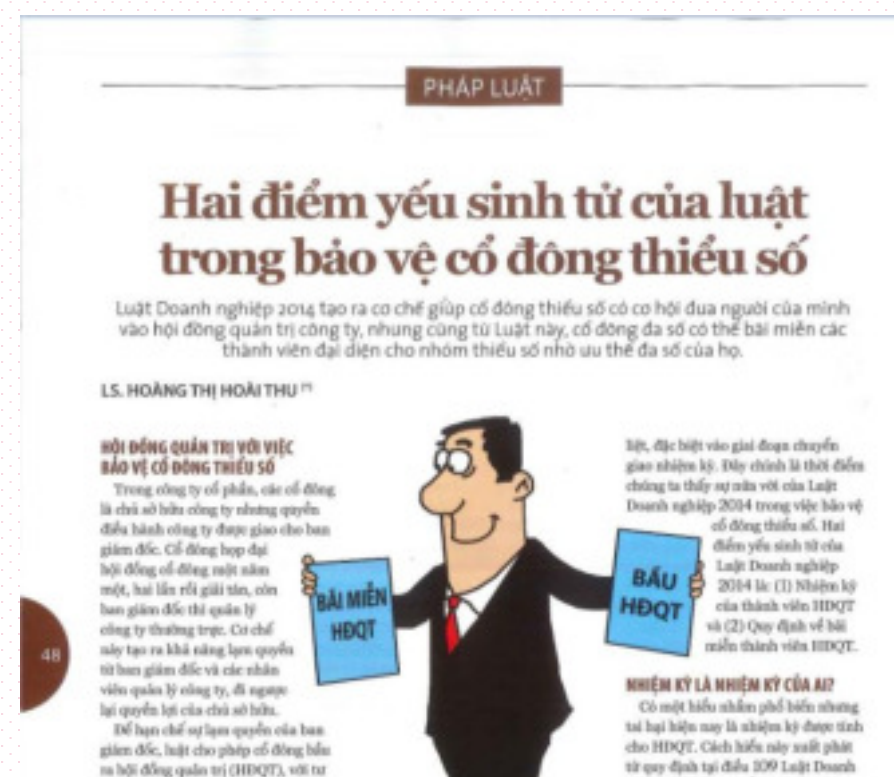 PHÁP LUẬT
Hai điểm yếu sinh tử của luật
trong bảo vệ cổ đông thiểu số
Luật Doanh nghiệp 2014 tạo ra cơ chế giúp cổ đông thiểu số có cơ hội đưa người của mình
vào hội đồng quản trị công ty, nhưng cũng từ Luật này, cổ đông đa số có thể bãi miễn các
thành viên đại diện cho nhóm thiểu số nhờ ưu thế đa số của họ.
LS. HOÀNG THỊ HOÀI THU (*)
HỘI ĐỒNG QUẢN TRỊ VỚI VIỆC
BẢO VỆ CỔ ĐÔNG THIỂU SỐ
Trong công ty cổ phần, các cổ đông
là chủ sở hữu công ty nhưng quyền
điều hành công ty được giao cho ban
giám đốc. Cổ đông họp đại
hội đồng cổ đông một năm
một, hai lần rồi giải tán, còn
ban giám đốc thì quản lý
công ty thường trực. Cơ chế
này tạo ra khả năng lạm quyền
từ ban giám đốc và các nhân
viên quản lý công ty, đi ngược
lại quyền lợi của chủ sở hữu.
Để hạn chế sự lạm quyền của ban
giám đốc, luật cho phép cổ đông bầu
ra hội đồng quản trị (HĐQT), với tư
48
BÃI MIỄN
HĐQT
BẦU
HĐQT
liệt, đặc biệt vào giai đoạn chuyển
giao nhiệm kỳ. Đây chính là thời điểm
chúng ta thấy sự nửa vời của Luật
Doanh nghiệp 2014 trong việc bảo vệ
cổ đông thiểu số. Hai
điểm yếu sinh tử của
Luật Doanh nghiệp
2014 là: (1) Nhiệm kỳ
của thành viên HĐQT
và (2) Quy định về bãi
miễn thành viên HĐQT.
NHIỆM KỲ LÀ NHIỆM KỲ CỦA AI?
Có một hiểu nhầm phổ biến nhưng
tai hại hiện nay là nhiệm kỳ được tính
cho HĐQT. Cách hiểu này xuất phát
từ quy định tại điều 109 Luật Doanh